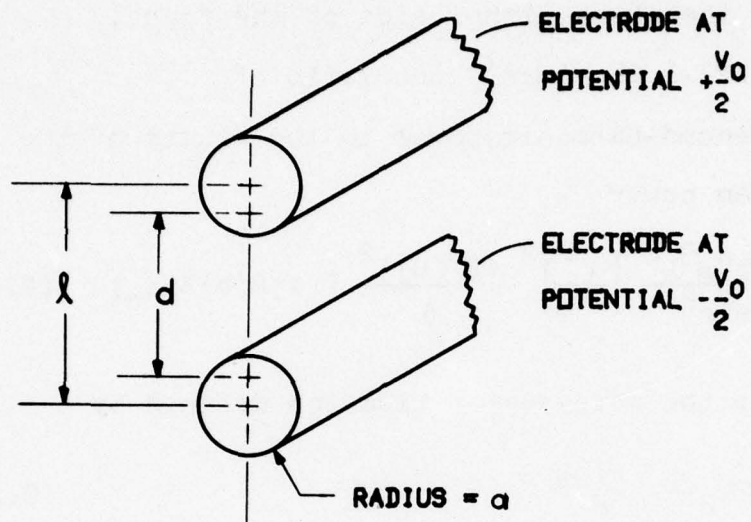 ELECTRODE AT
POTENTIAL +V0/2
ELECTRODE AT
POTENTIAL -V0/2
l
d
RADIUS = a